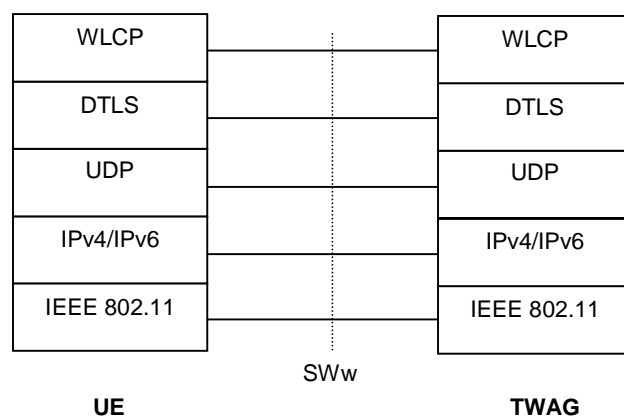 WLCP
WLCP
DTLS
DTLS
UDP
UDP
IPv4/IPv6
IPv4/IPv6
IEEE 802.11
IEEE 802.11
SWw
UE
TWAG